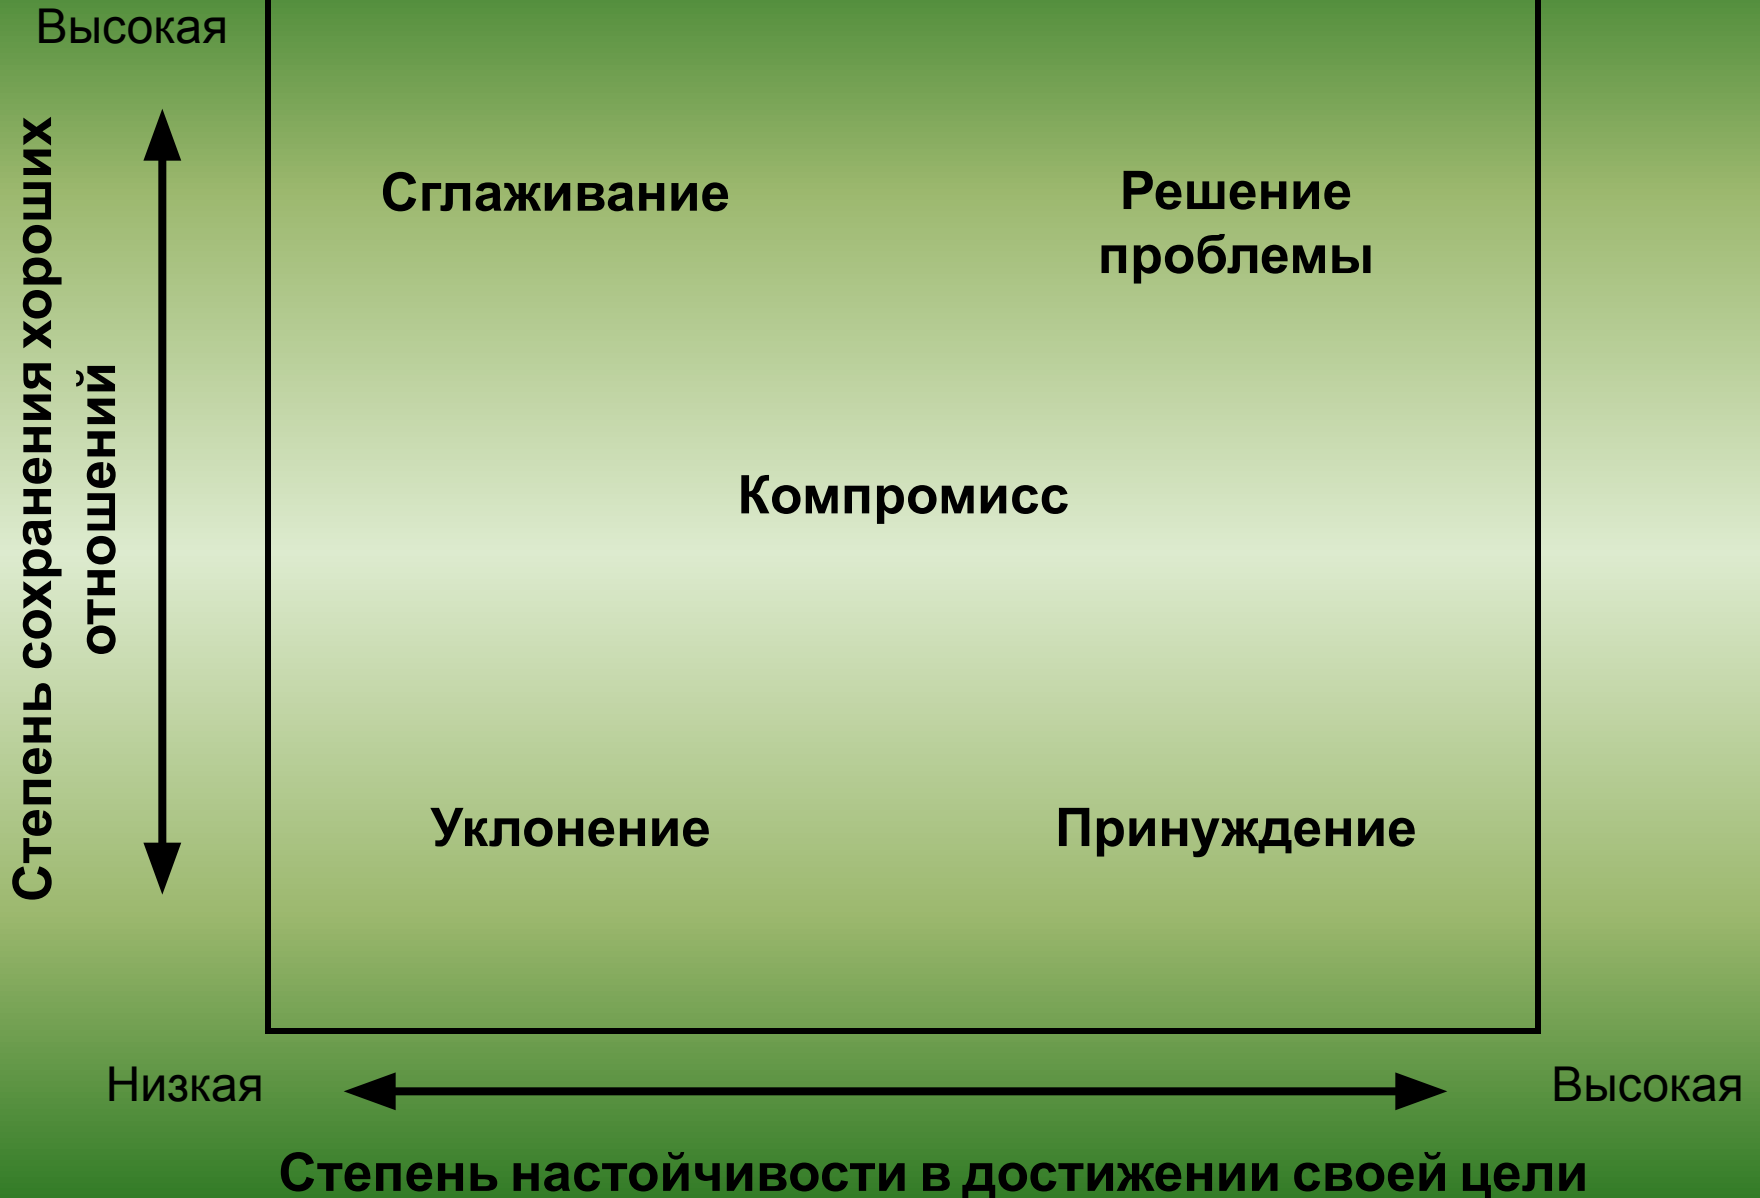 Высокая
Степень сохранения хороших
отношений
Сглаживание
Решение
проблемы
Компромисс
Уклонение
Принуждение
Низкая
Высокая
Степень настойчивости в достижении своей цели